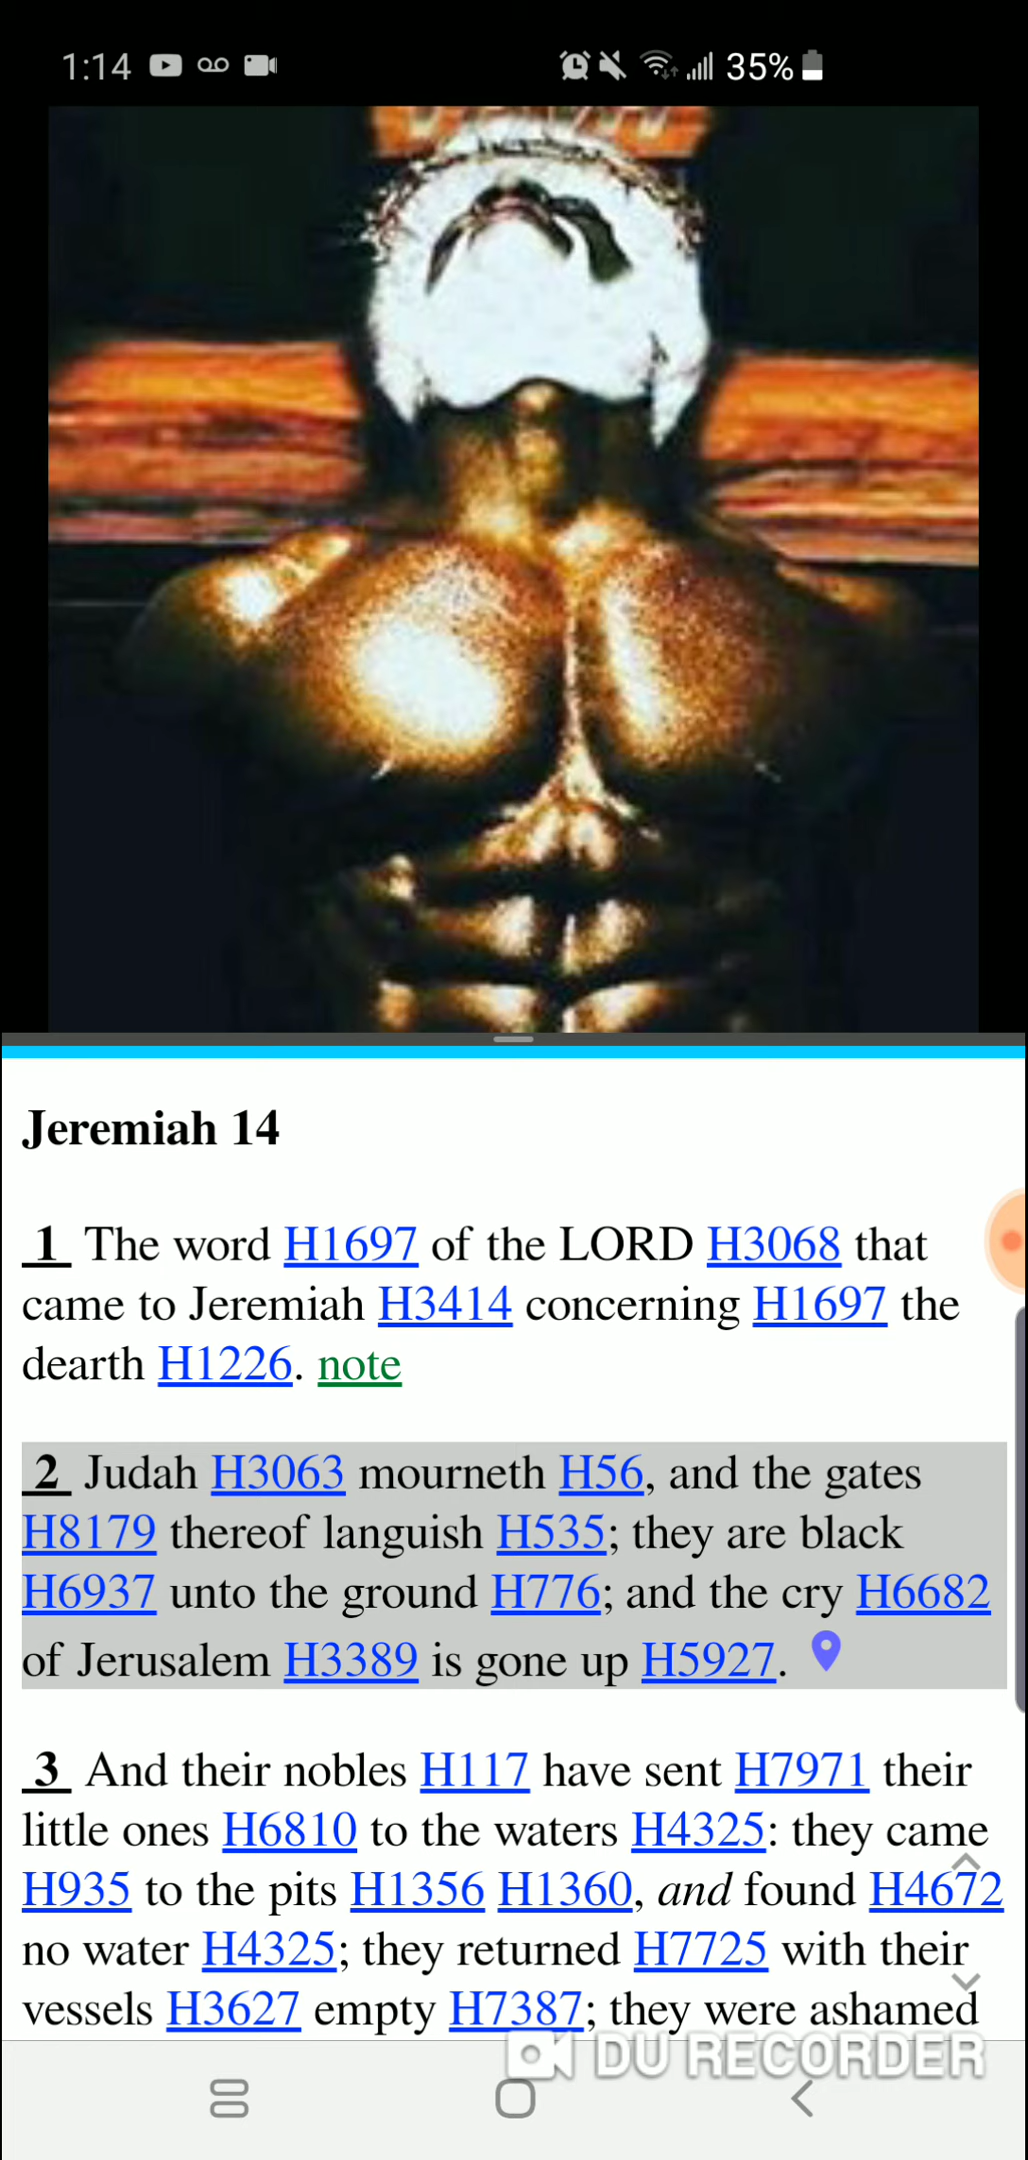 1:14 35%
Jeremiah 14
1 The word H1697 of the LORD H3068 that
came to Jeremiah H3414 concerning H1697 the
dearth H1226. note
2 Judah H3063 mourneth H56, and the gates
H8179 thereof languish H535; they are black
H6937 unto the ground H776; and the cry H6682
of Jerusalem H3389 is gone up H5927.
3 And their nobles H117 have sent H7971 their
little ones H6810 to the waters H4325: they came
H935 to the pits H1356 H1360, and found H4672
no water H4325; they returned H7725 with their
vessels H3627 empty H7387; they were ashamed
DU RECORDER